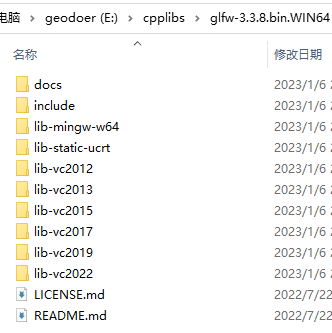 电脑 › geodoer (E:) › cpplibs › glfw-3.3.8.bin.WIN64
名称 修改日期
docs 2023/1/6
include 2023/1/6
lib-mingw-w64 2023/1/6
lib-static-ucrt 2023/1/6
lib-vc2012 2023/1/6
lib-vc2013 2023/1/6
lib-vc2015 2023/1/6
lib-vc2017 2023/1/6
lib-vc2019 2023/1/6
lib-vc2022 2023/1/6
LICENSE.md 2022/7/22
README.md 2022/7/22